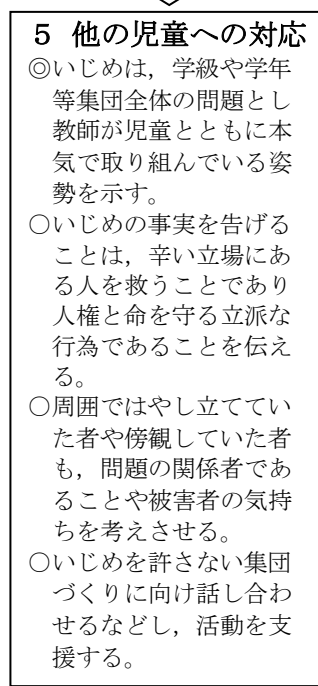 5 他の児童への対応
◎いじめは，学級や学年
等集団全体の問題とし
教師が児童とともに本
気で取り組んでいる姿
勢を示す。
○いじめの事実を告げる
ことは，辛い立場にあ
る人を救うことであり
人権と命を守る立派な
行為であることを伝え
る。
○周囲ではやし立ててい
た者や傍観していた者
も，問題の関係者であ
ることや被害者の気持
ちを考えさせる。
○いじめを許さない集団
づくりに向け話し合わ
せるなどし，活動を支
援する。